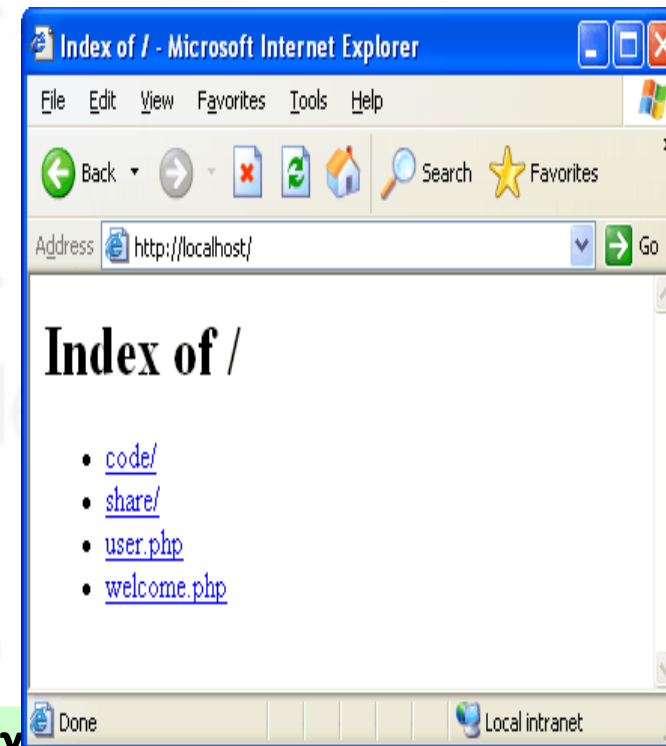 Index of / - Microsoft Internet Explorer
File Edit View Favorites Tools Help
Back Search Favorites
Address http://localhost/ Go
Index of /
code/
share/
user.php
welcome.php
Done Local intranet